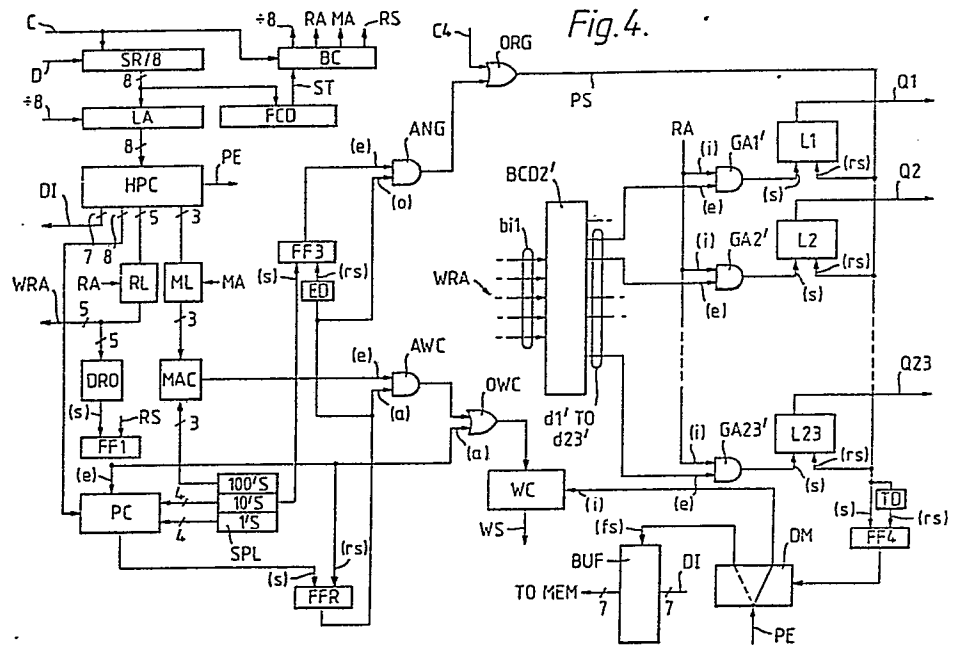 Fig.4.
C
÷8 RA MA RS
C4
ORG
SR/8
BC
D
8
ST
PS
Q1
÷8
LA
FCD
ANG
RA
L1
8
(e)
(i)
GA1'
(s)
(rs)
HPC
PE
(o)
BCD2'
(e)
Q2
DI
5
3
7
8
FF3
bi1
L2
(i)
GA2'
(s)
(rs)
WRA
RA
RL
ML
MA
(s)
(rs)
ED
WRA
(e)
(s)
5
5
3
AWC
DRO
MAC
(e)
(a)
OWC
Q23
(s)
RS
3
(a)
d1' TO
d23'
(i)
GA23'
L23
(rs)
FF1
(e)
(s)
(e)
100'S
WC
(i)
TD
PC
4
10'S
(s)
(rs)
4
1'S
WS
(fs)
FF4
SPL
(rs)
BUF
DI
DM
(s)
FFR
TO MEM
7
7
PE